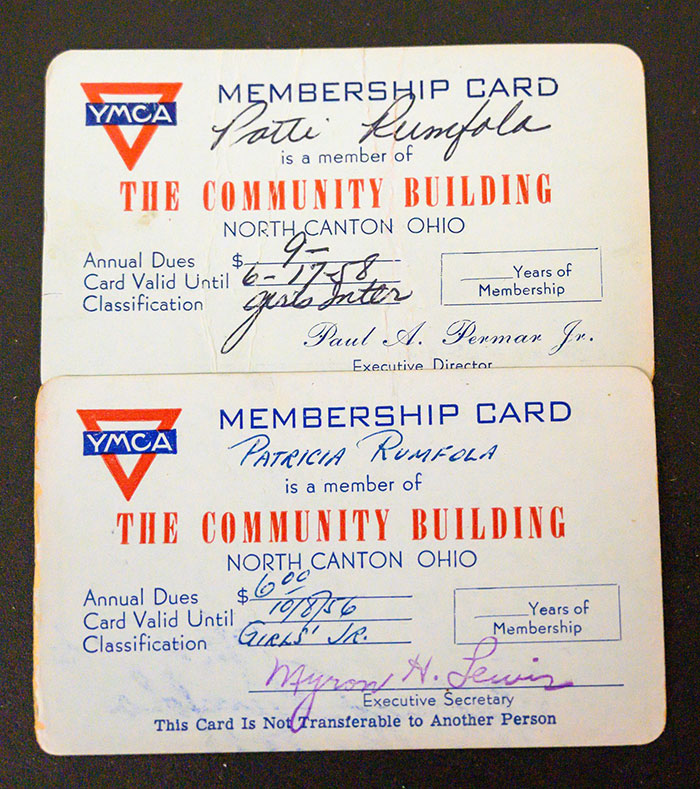 YMCA
MEMBERSHIP CARD
Patti Rumfola
is a member of
THE COMMUNITY BUILDING
NORTH CANTON OHIO
Annual Dues $ 9-
Card Valid Until 6-17-58
Classification Girls Inter
Years of
Membership
Paul A. Permar Jr.
Executive Director
YMCA
MEMBERSHIP CARD
PATRICIA RUMFOLA
is a member of
THE COMMUNITY BUILDING
NORTH CANTON OHIO
Annual Dues $ 6 00
Card Valid Until 10/8/56
Classification GIRLS' JR.
Years of
Membership
Myron H. Lewis
Executive Secretary
This Card Is Not Transferable to Another Person